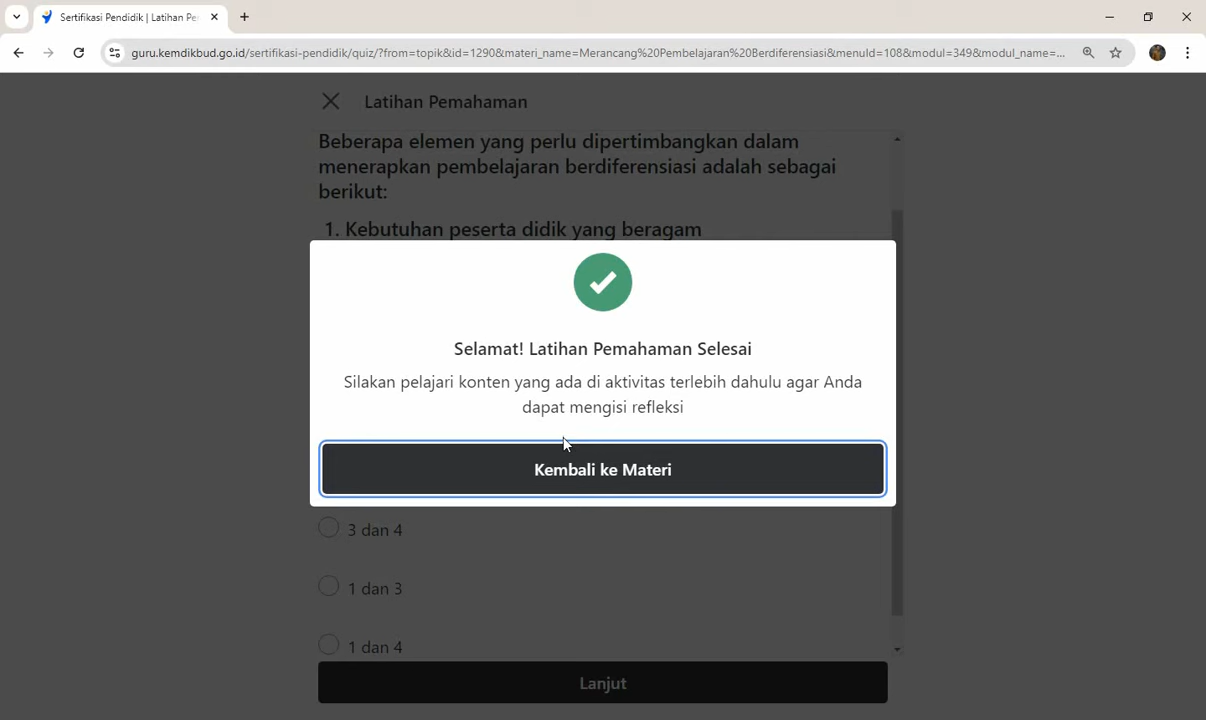 Sertifikasi Pendidik | Latihan Pe
guru.kemdikbud.go.id/sertifikasi-pendidik/quiz/?from=topik&id=1290&materi_name=Merancang%20Pembelajaran%20Berdiferensiasi&menuId=108&modul=349&modul_name=...
Latihan Pemahaman
Beberapa elemen yang perlu dipertimbangkan dalam
menerapkan pembelajaran berdiferensiasi adalah sebagai
berikut:
1. Kebutuhan peserta didik yang beragam
Selamat! Latihan Pemahaman Selesai
Silakan pelajari konten yang ada di aktivitas terlebih dahulu agar Anda
dapat mengisi refleksi
Kembali ke Materi
3 dan 4
1 dan 3
1 dan 4
Lanjut